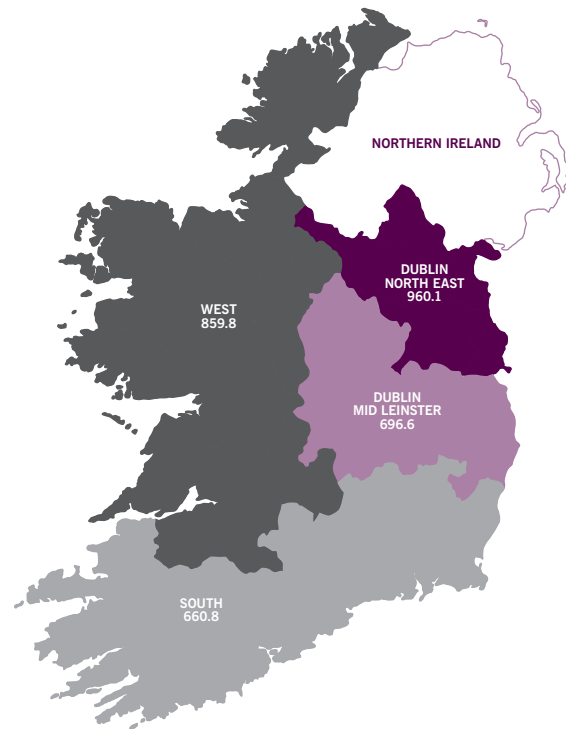 NORTHERN IRELAND
DUBLIN
NORTH EAST
960.1
WEST
859.8
DUBLIN
MID LEINSTER
696.6
SOUTH
660.8